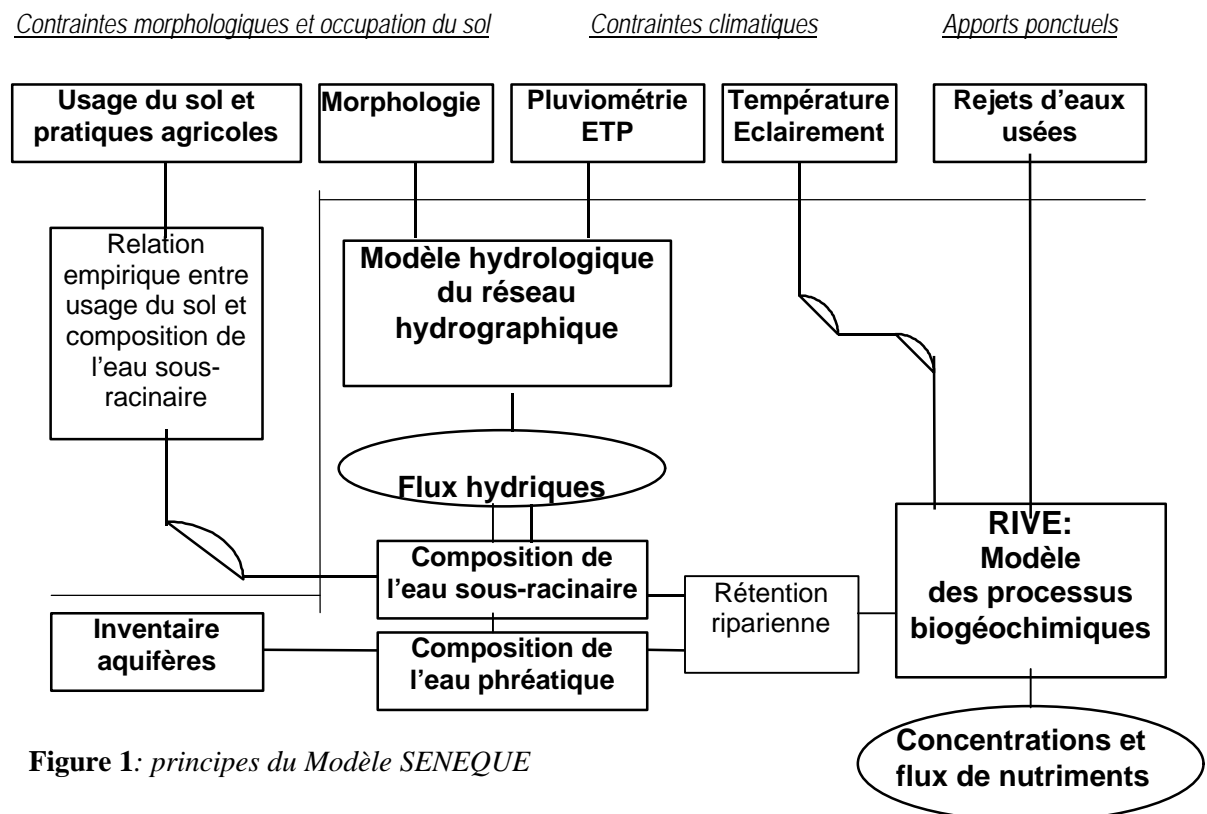 Contraintes morphologiques et occupation du sol
Contraintes climatiques
Apports ponctuels
Usage du sol et
pratiques agricoles
Morphologie
Pluviométrie
ETP
Température
Eclairement
Rejets d’eaux
usées
Relation
empirique entre
usage du sol et
composition de
l’eau sous-
racinaire
Modèle hydrologique
du réseau
hydrographique
Flux hydriques
Composition de
l’eau sous-racinaire
Rétention
riparienne
RIVE:
Modèle
des processus
biogéochimiques
Inventaire
aquifères
Composition de
l’eau phréatique
Concentrations et
flux de nutriments
Figure 1: principes du Modèle SENEQUE